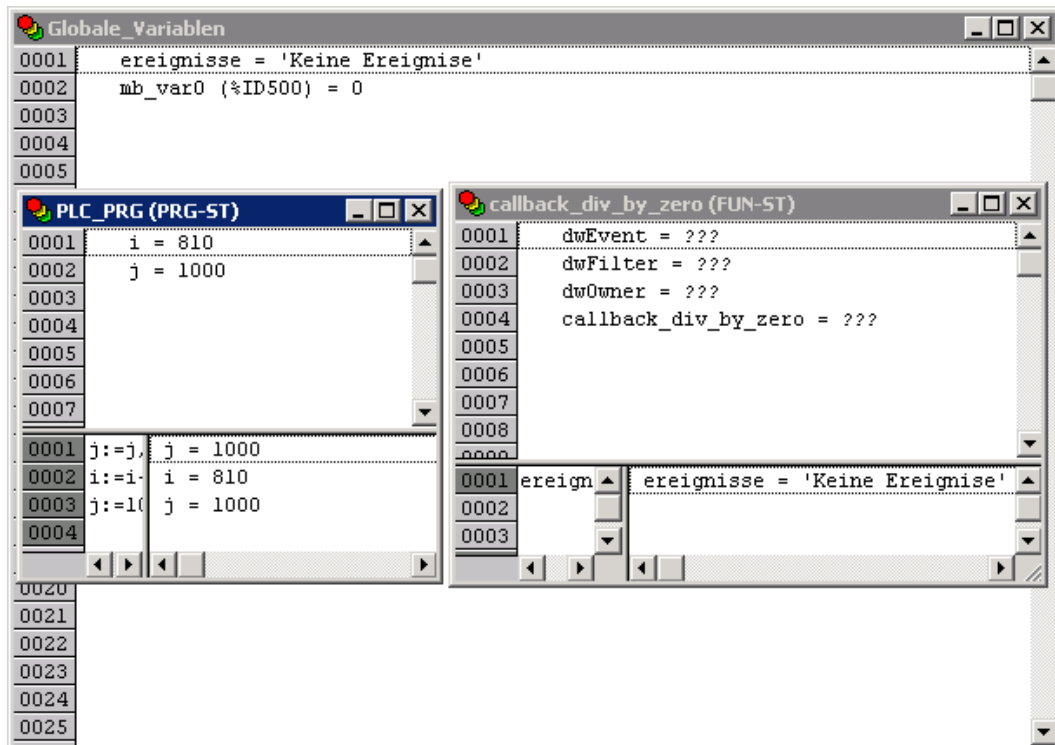 Globale_Variablen
0001 ereignisse = 'Keine Ereignise'
0002 mb_var0 (%ID500) = 0
0003
0004
0005
PLC_PRG (PRG-ST)
0001 i = 810
0002 j = 1000
0003
0004
0005
0006
0007
0001 j:=j, j = 1000
0002 i:=i- i = 810
0003 j:=10 j = 1000
0004
callback_div_by_zero (FUN-ST)
0001 dwEvent = ???
0002 dwFilter = ???
0003 dwOwner = ???
0004 callback_div_by_zero = ???
0005
0006
0007
0008
0001 ereign ereignisse = 'Keine Ereignise'
0002
0003
0020
0021
0022
0023
0024
0025